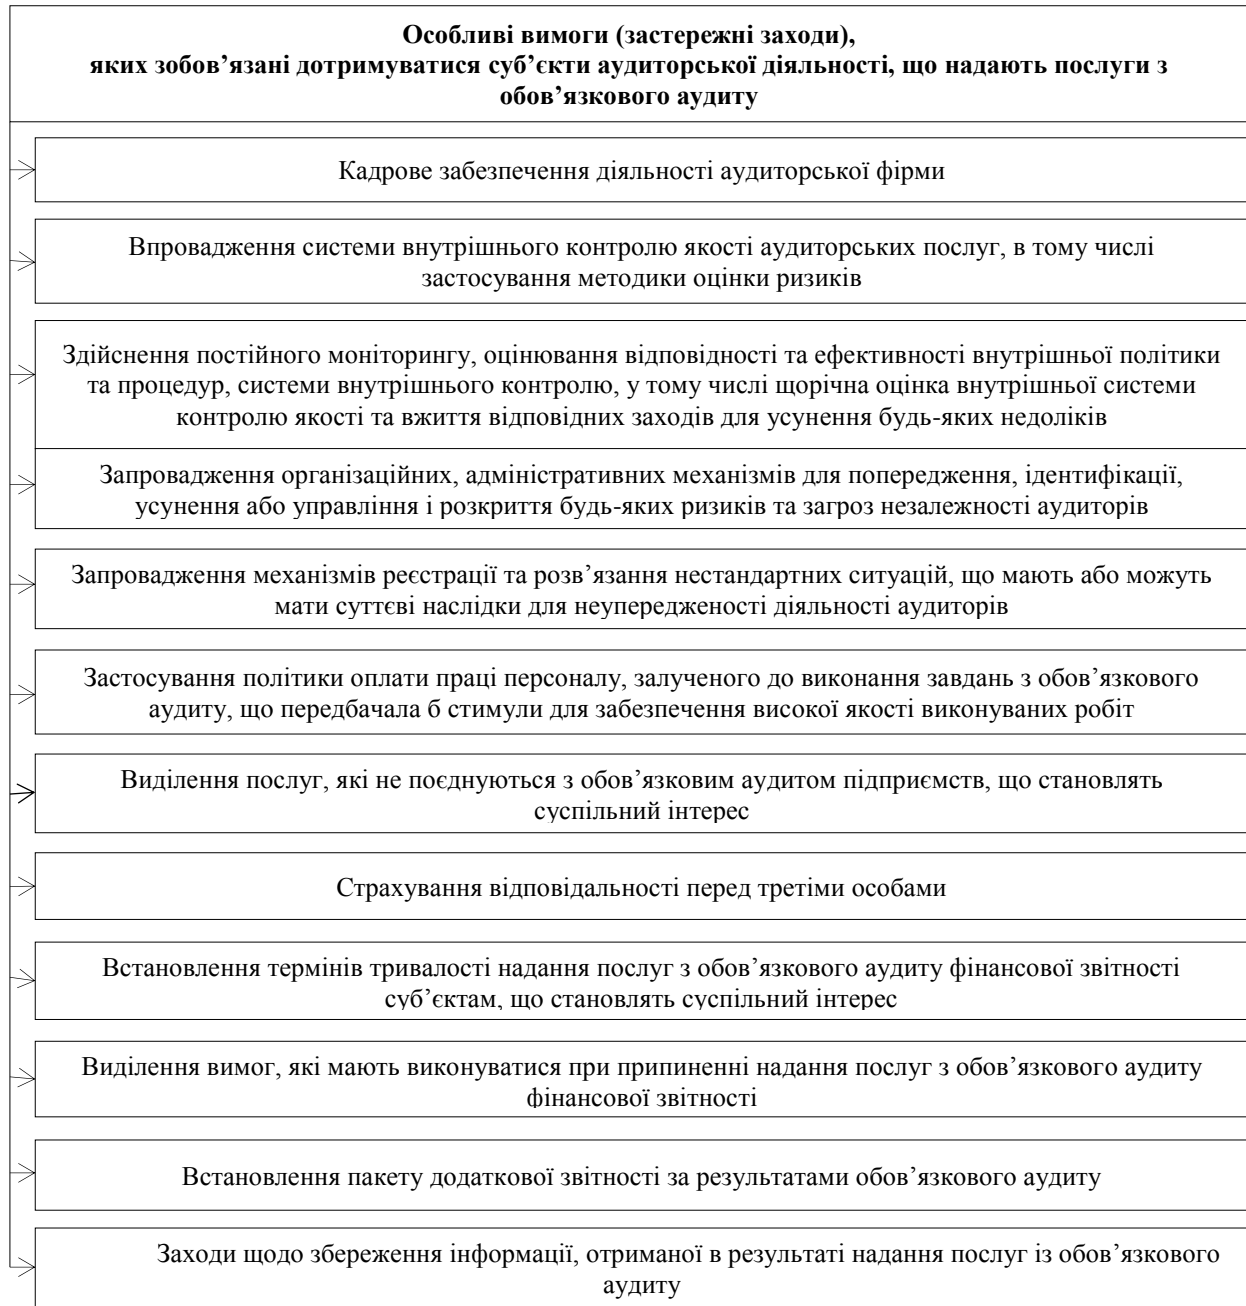 Особливі вимоги (застережні заходи),
яких зобов’язані дотримуватися суб’єкти аудиторської діяльності, що надають послуги з
обов’язкового аудиту
Кадрове забезпечення діяльності аудиторської фірми
Впровадження системи внутрішнього контролю якості аудиторських послуг, в тому числі
застосування методики оцінки ризиків
Здійснення постійного моніторингу, оцінювання відповідності та ефективності внутрішньої політики
та процедур, системи внутрішнього контролю, у тому числі щорічна оцінка внутрішньої системи
контролю якості та вжиття відповідних заходів для усунення будь-яких недоліків
Запровадження організаційних, адміністративних механізмів для попередження, ідентифікації,
усунення або управління і розкриття будь-яких ризиків та загроз незалежності аудиторів
Запровадження механізмів реєстрації та розв’язання нестандартних ситуацій, що мають або можуть
мати суттєві наслідки для неупередженості діяльності аудиторів
Застосування політики оплати праці персоналу, залученого до виконання завдань з обов’язкового
аудиту, що передбачала б стимули для забезпечення високої якості виконуваних робіт
Виділення послуг, які не поєднуються з обов’язковим аудитом підприємств, що становлять
суспільний інтерес
Страхування відповідальності перед третіми особами
Встановлення термінів тривалості надання послуг з обов’язкового аудиту фінансової звітності
суб’єктам, що становлять суспільний інтерес
Виділення вимог, які мають виконуватися при припиненні надання послуг з обов’язкового аудиту
фінансової звітності
Встановлення пакету додаткової звітності за результатами обов’язкового аудиту
Заходи щодо збереження інформації, отриманої в результаті надання послуг із обов’язкового
аудиту